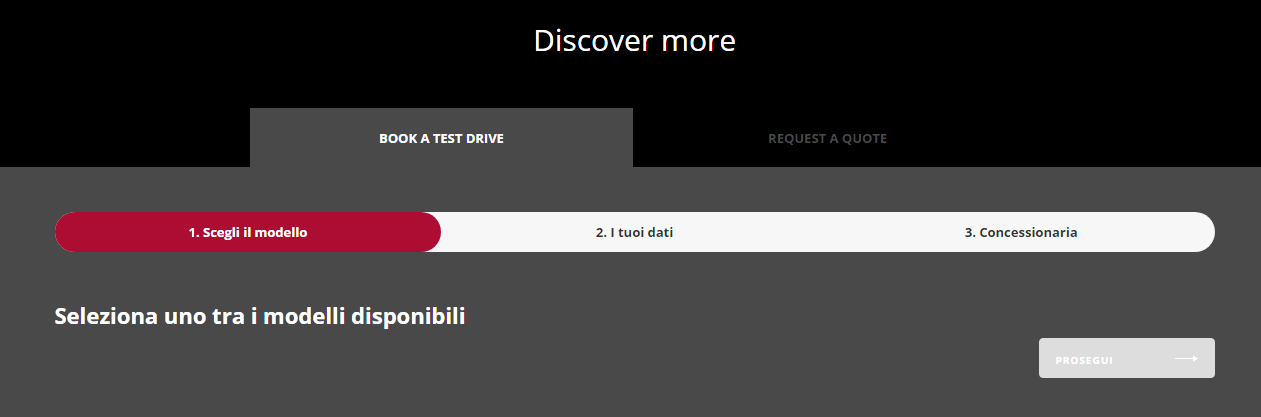 Discover more
BOOK A TEST DRIVE
REQUEST A QUOTE
1. Scegli il modello
2. I tuoi dati
3. Concessionaria
Seleziona uno tra i modelli disponibili
PROSEGUI